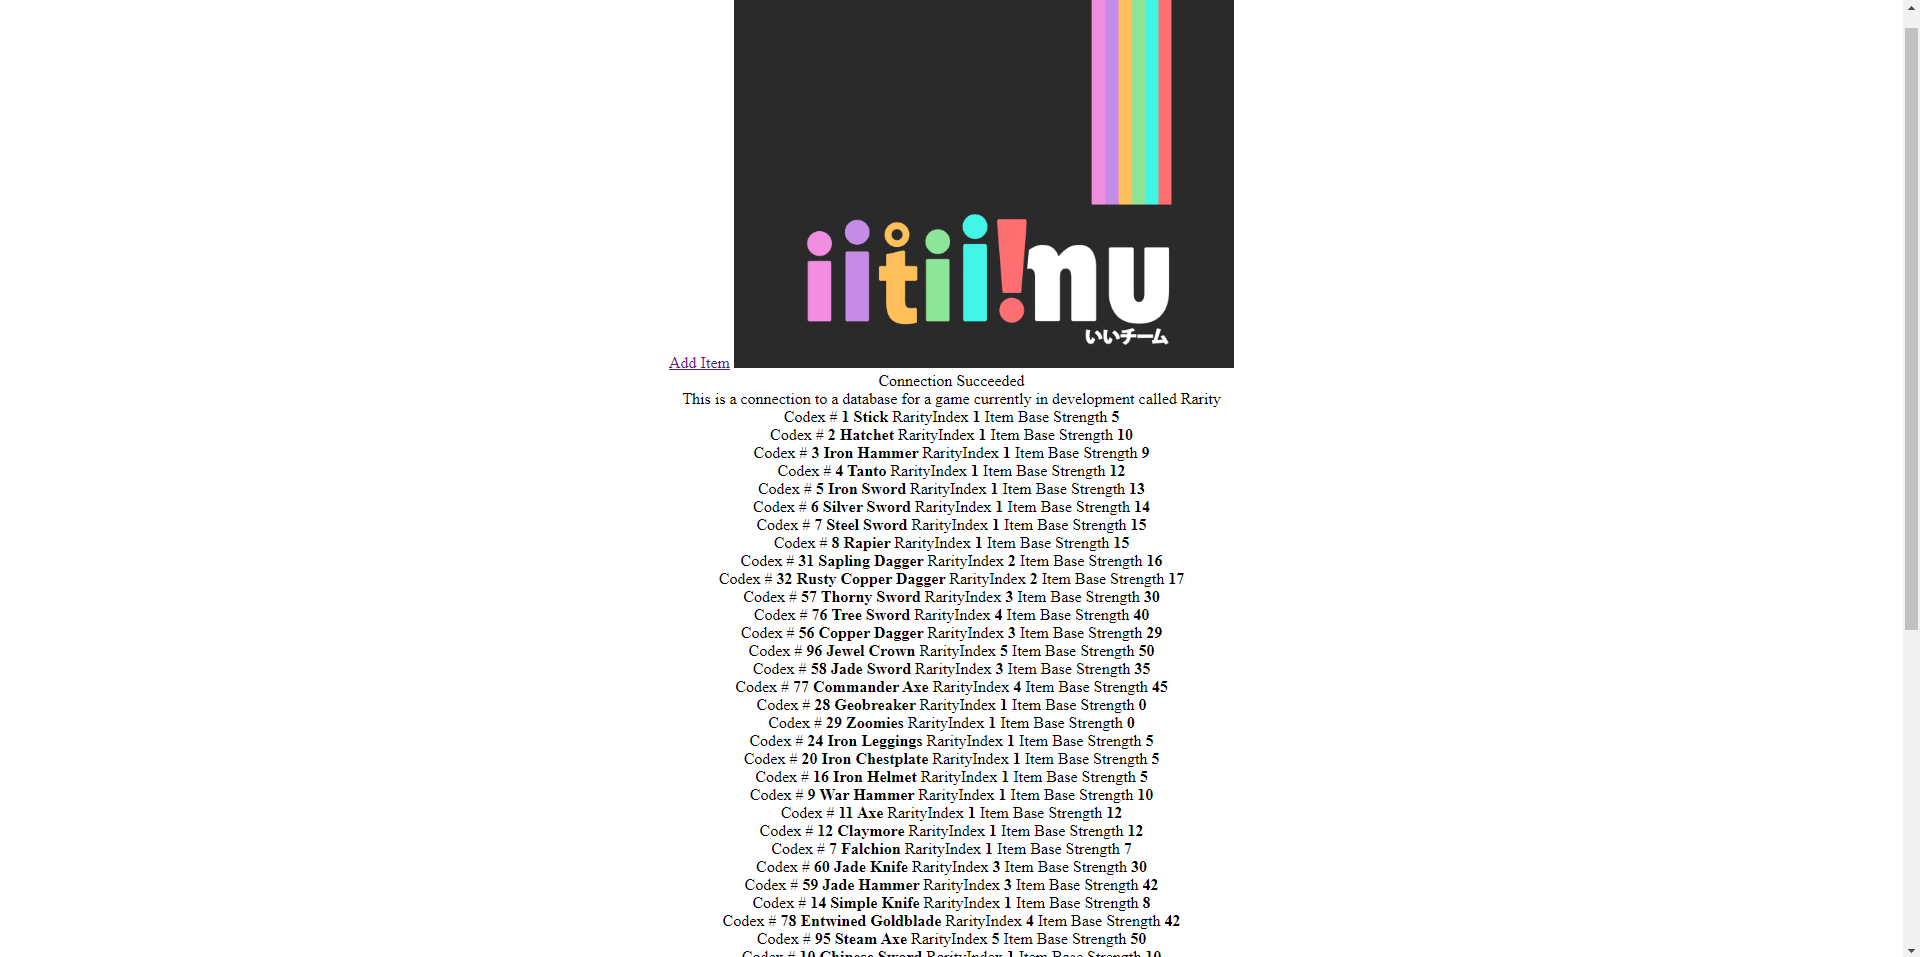 iitii!nu
いいチーム
Add Item
Connection Succeeded
This is a connection to a database for a game currently in development called Rarity
Codex # 1 Stick RarityIndex 1 Item Base Strength 5
Codex # 2 Hatchet RarityIndex 1 Item Base Strength 10
Codex # 3 Iron Hammer RarityIndex 1 Item Base Strength 9
Codex # 4 Tanto RarityIndex 1 Item Base Strength 12
Codex # 5 Iron Sword RarityIndex 1 Item Base Strength 13
Codex # 6 Silver Sword RarityIndex 1 Item Base Strength 14
Codex # 7 Steel Sword RarityIndex 1 Item Base Strength 15
Codex # 8 Rapier RarityIndex 1 Item Base Strength 15
Codex # 31 Sapling Dagger RarityIndex 2 Item Base Strength 16
Codex # 32 Rusty Copper Dagger RarityIndex 2 Item Base Strength 17
Codex # 57 Thorny Sword RarityIndex 3 Item Base Strength 30
Codex # 76 Tree Sword RarityIndex 4 Item Base Strength 40
Codex # 56 Copper Dagger RarityIndex 3 Item Base Strength 29
Codex # 96 Jewel Crown RarityIndex 5 Item Base Strength 50
Codex # 58 Jade Sword RarityIndex 3 Item Base Strength 35
Codex # 77 Commander Axe RarityIndex 4 Item Base Strength 45
Codex # 28 Geobreaker RarityIndex 1 Item Base Strength 0
Codex # 29 Zoomies RarityIndex 1 Item Base Strength 0
Codex # 24 Iron Leggings RarityIndex 1 Item Base Strength 5
Codex # 20 Iron Chestplate RarityIndex 1 Item Base Strength 5
Codex # 16 Iron Helmet RarityIndex 1 Item Base Strength 5
Codex # 9 War Hammer RarityIndex 1 Item Base Strength 10
Codex # 11 Axe RarityIndex 1 Item Base Strength 12
Codex # 12 Claymore RarityIndex 1 Item Base Strength 12
Codex # 7 Falchion RarityIndex 1 Item Base Strength 7
Codex # 60 Jade Knife RarityIndex 3 Item Base Strength 30
Codex # 59 Jade Hammer RarityIndex 3 Item Base Strength 42
Codex # 14 Simple Knife RarityIndex 1 Item Base Strength 8
Codex # 78 Entwined Goldblade RarityIndex 4 Item Base Strength 42
Codex # 95 Steam Axe RarityIndex 5 Item Base Strength 50
Codex # 10 Chinese Sword RarityIndex 1 Item Base Strength 10